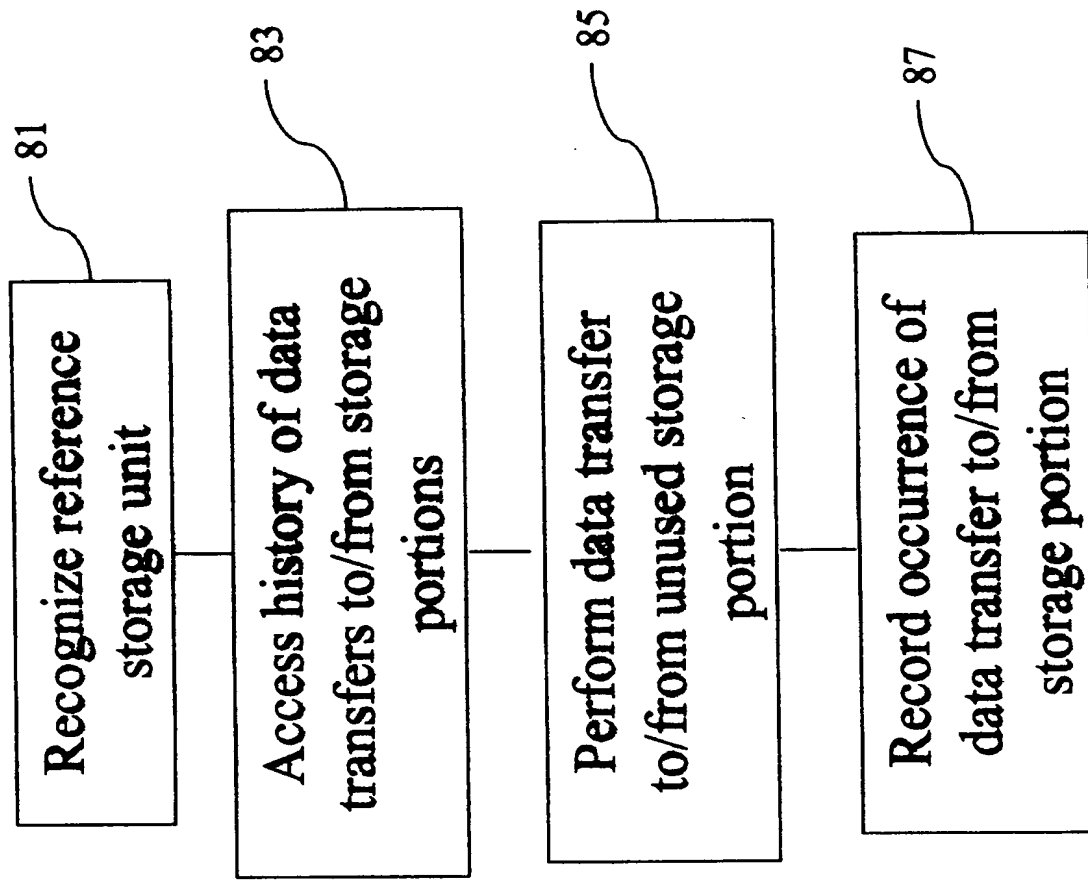 Recognize reference
storage unit
81
Access history of data
transfers to/from storage
portions
83
Perform data transfer
to/from unused storage
portion
85
Record occurrence of
data transfer to/from
storage portion
87